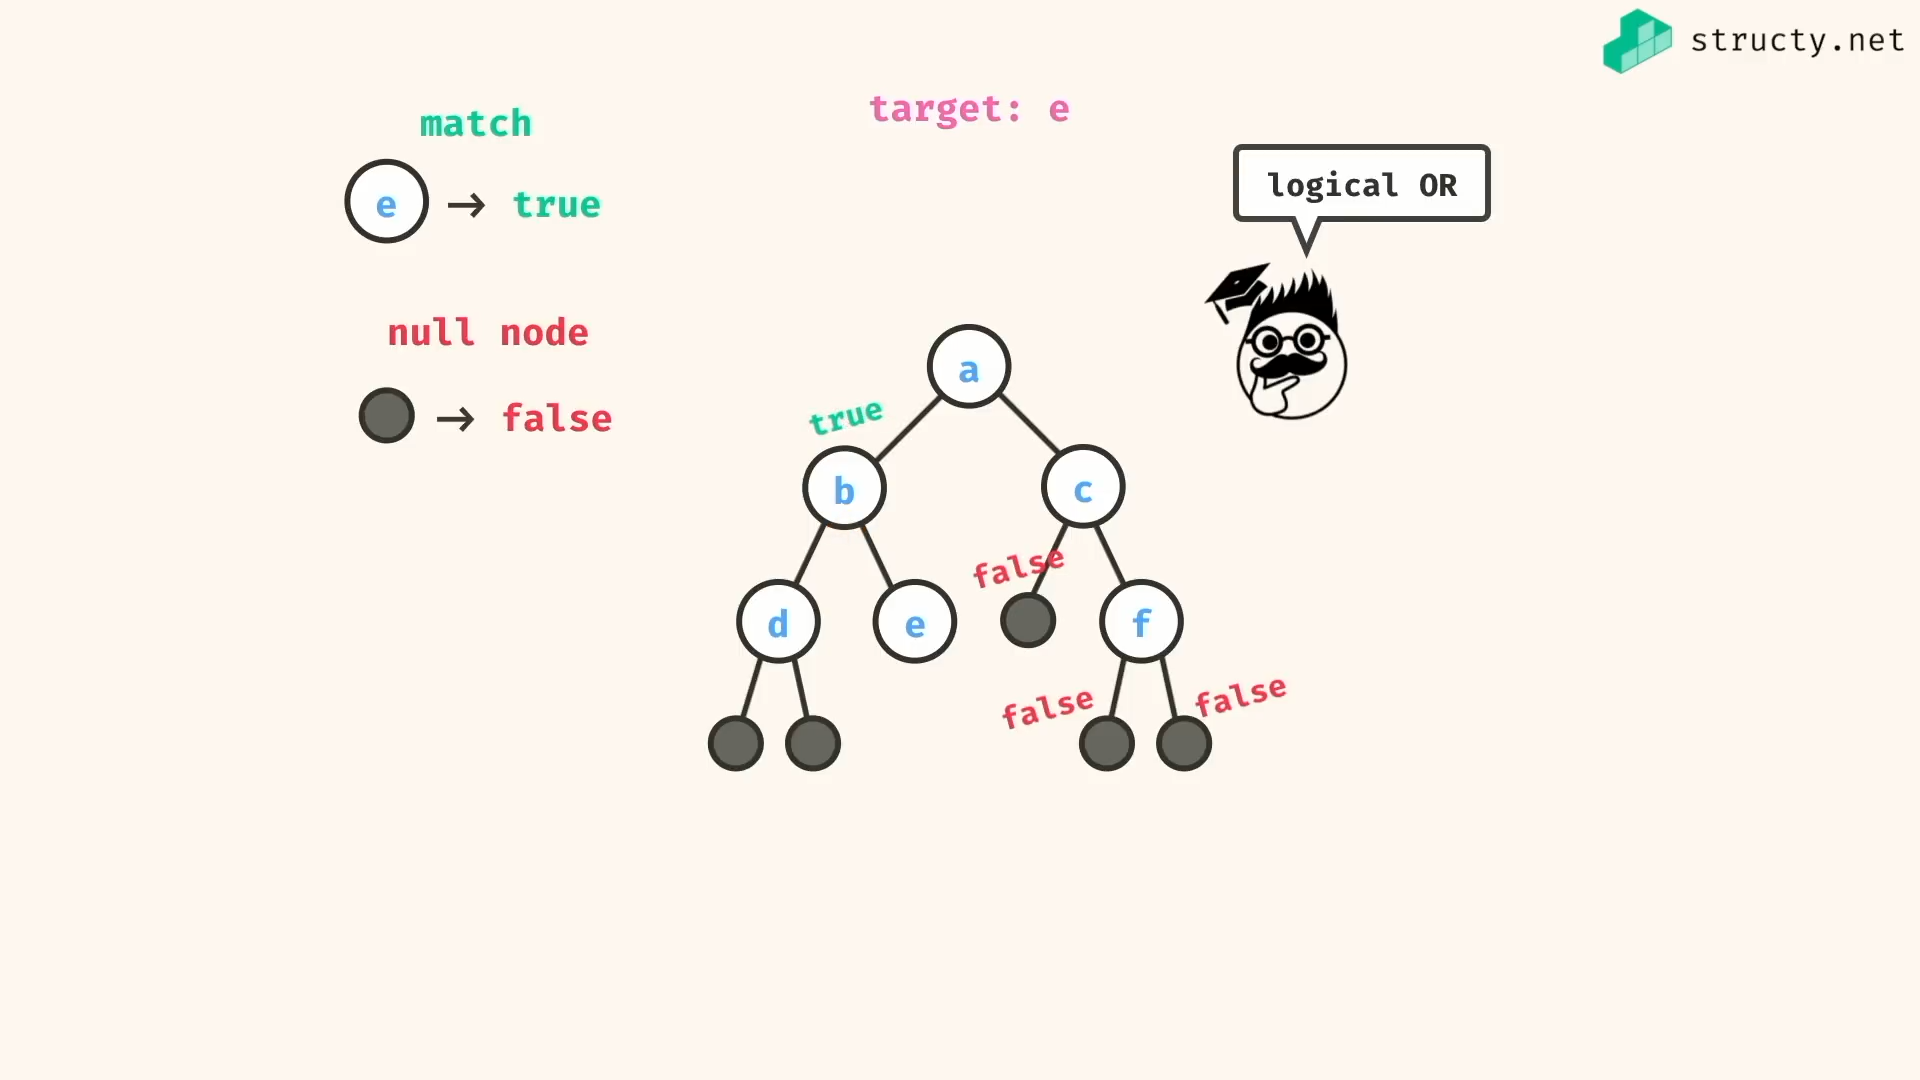 structy.net
target: e
match
e → true
null node
→ false
logical OR
a
true
b
c
false
d
e
f
false
false